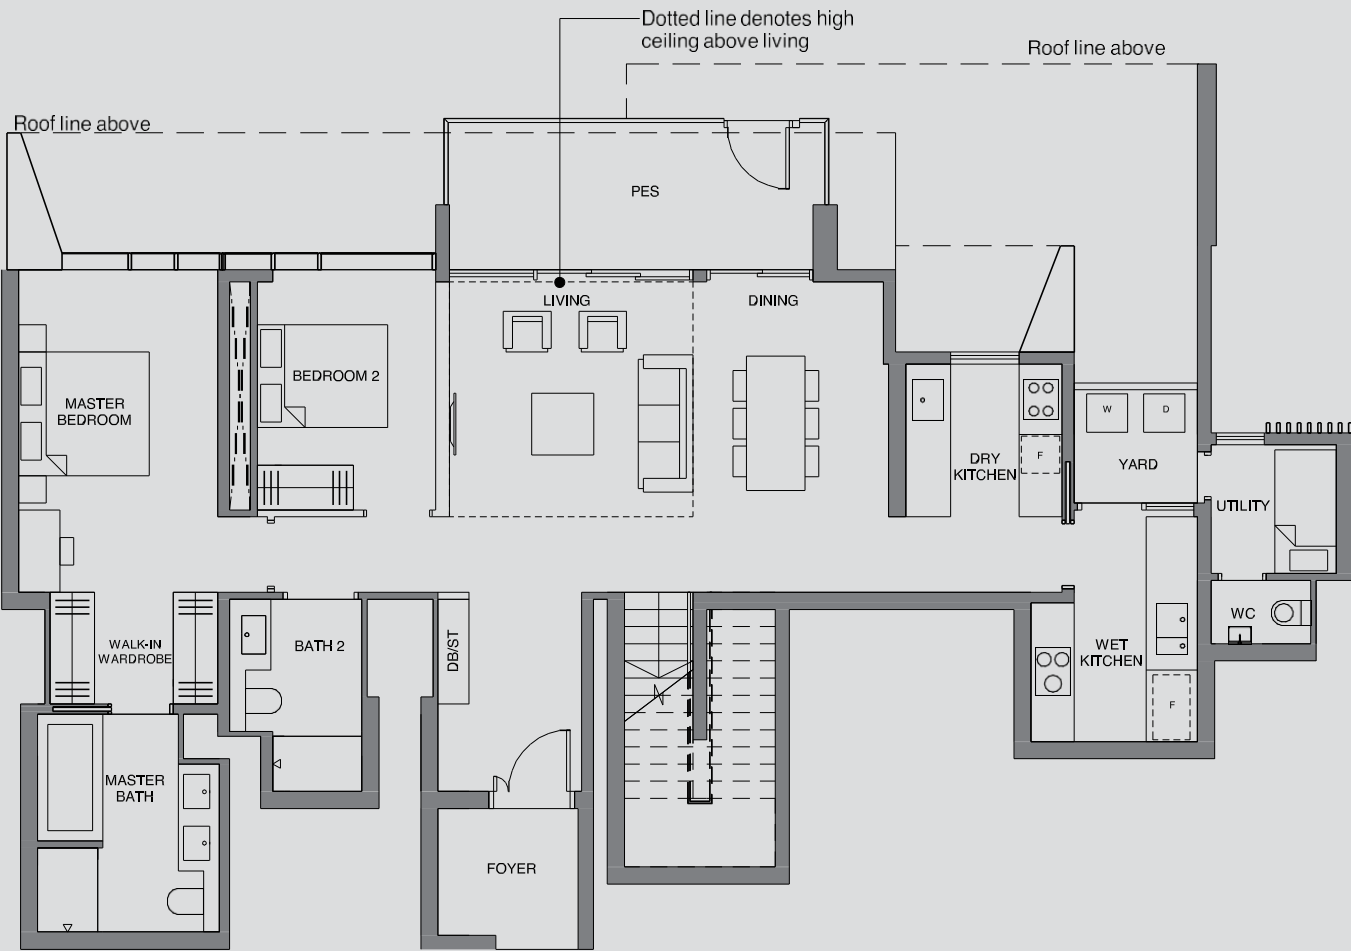 Dotted line denotes high
ceiling above living
Roof line above
Roof line above
PES
LIVING
DINING
MASTER
BEDROOM
BEDROOM 2
W
D
DRY
KITCHEN
F
YARD
UTILITY
WALK-IN
WARDROBE
BATH 2
DB/ST
WET
KITCHEN
WC
F
MASTER
BATH
FOYER